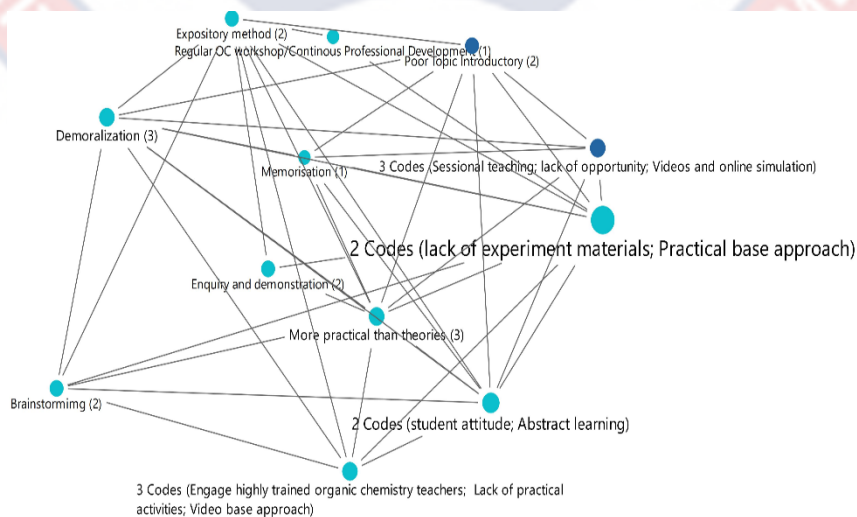 Expository method (2)
Regular OC workshop/Continous Professional Development (1)
Poor Topic Introductory (2)
Demoralization (3)
Memorisation (1)
3 Codes (Sessional teaching; lack of opportunity; Videos and online simulation)
2 Codes (lack of experiment materials; Practical base approach)
Enquiry and demonstration (2)
More practical than theories (3)
Brainstormimg (2)
2 Codes (student attitude; Abstract learning)
3 Codes (Engage highly trained organic chemistry teachers; Lack of practical
activities; Video base approach)